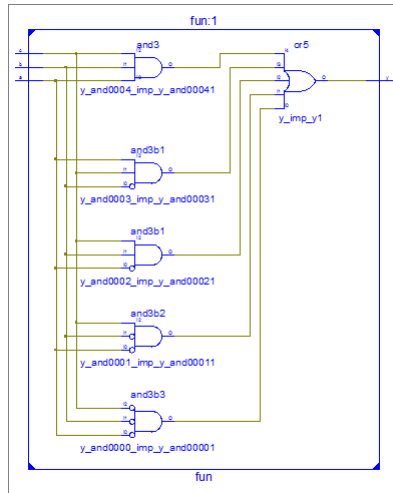 fun:1
and3
or5
c
b
a
y
y_and0004_imp_y_and00041
y_imp_y1
and3b1
y_and0003_imp_y_and00031
and3b1
y_and0002_imp_y_and00021
and3b2
y_and0001_imp_y_and00011
and3b3
y_and0000_imp_y_and00001
fun